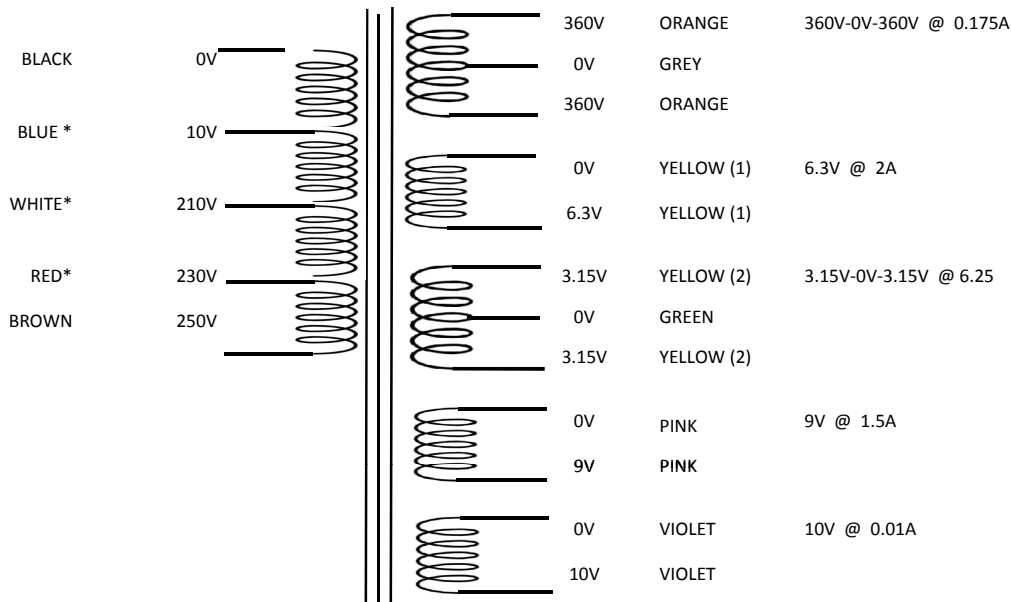 BLACK 0V
BLUE * 10V
WHITE* 210V
RED* 230V
BROWN 250V
360V ORANGE 360V-0V-360V @ 0.175A
0V GREY
360V ORANGE
0V YELLOW (1) 6.3V @ 2A
6.3V YELLOW (1)
3.15V YELLOW (2) 3.15V-0V-3.15V @ 6.25
0V GREEN
3.15V YELLOW (2)
0V PINK 9V @ 1.5A
9V PINK
0V VIOLET 10V @ 0.01A
10V VIOLET